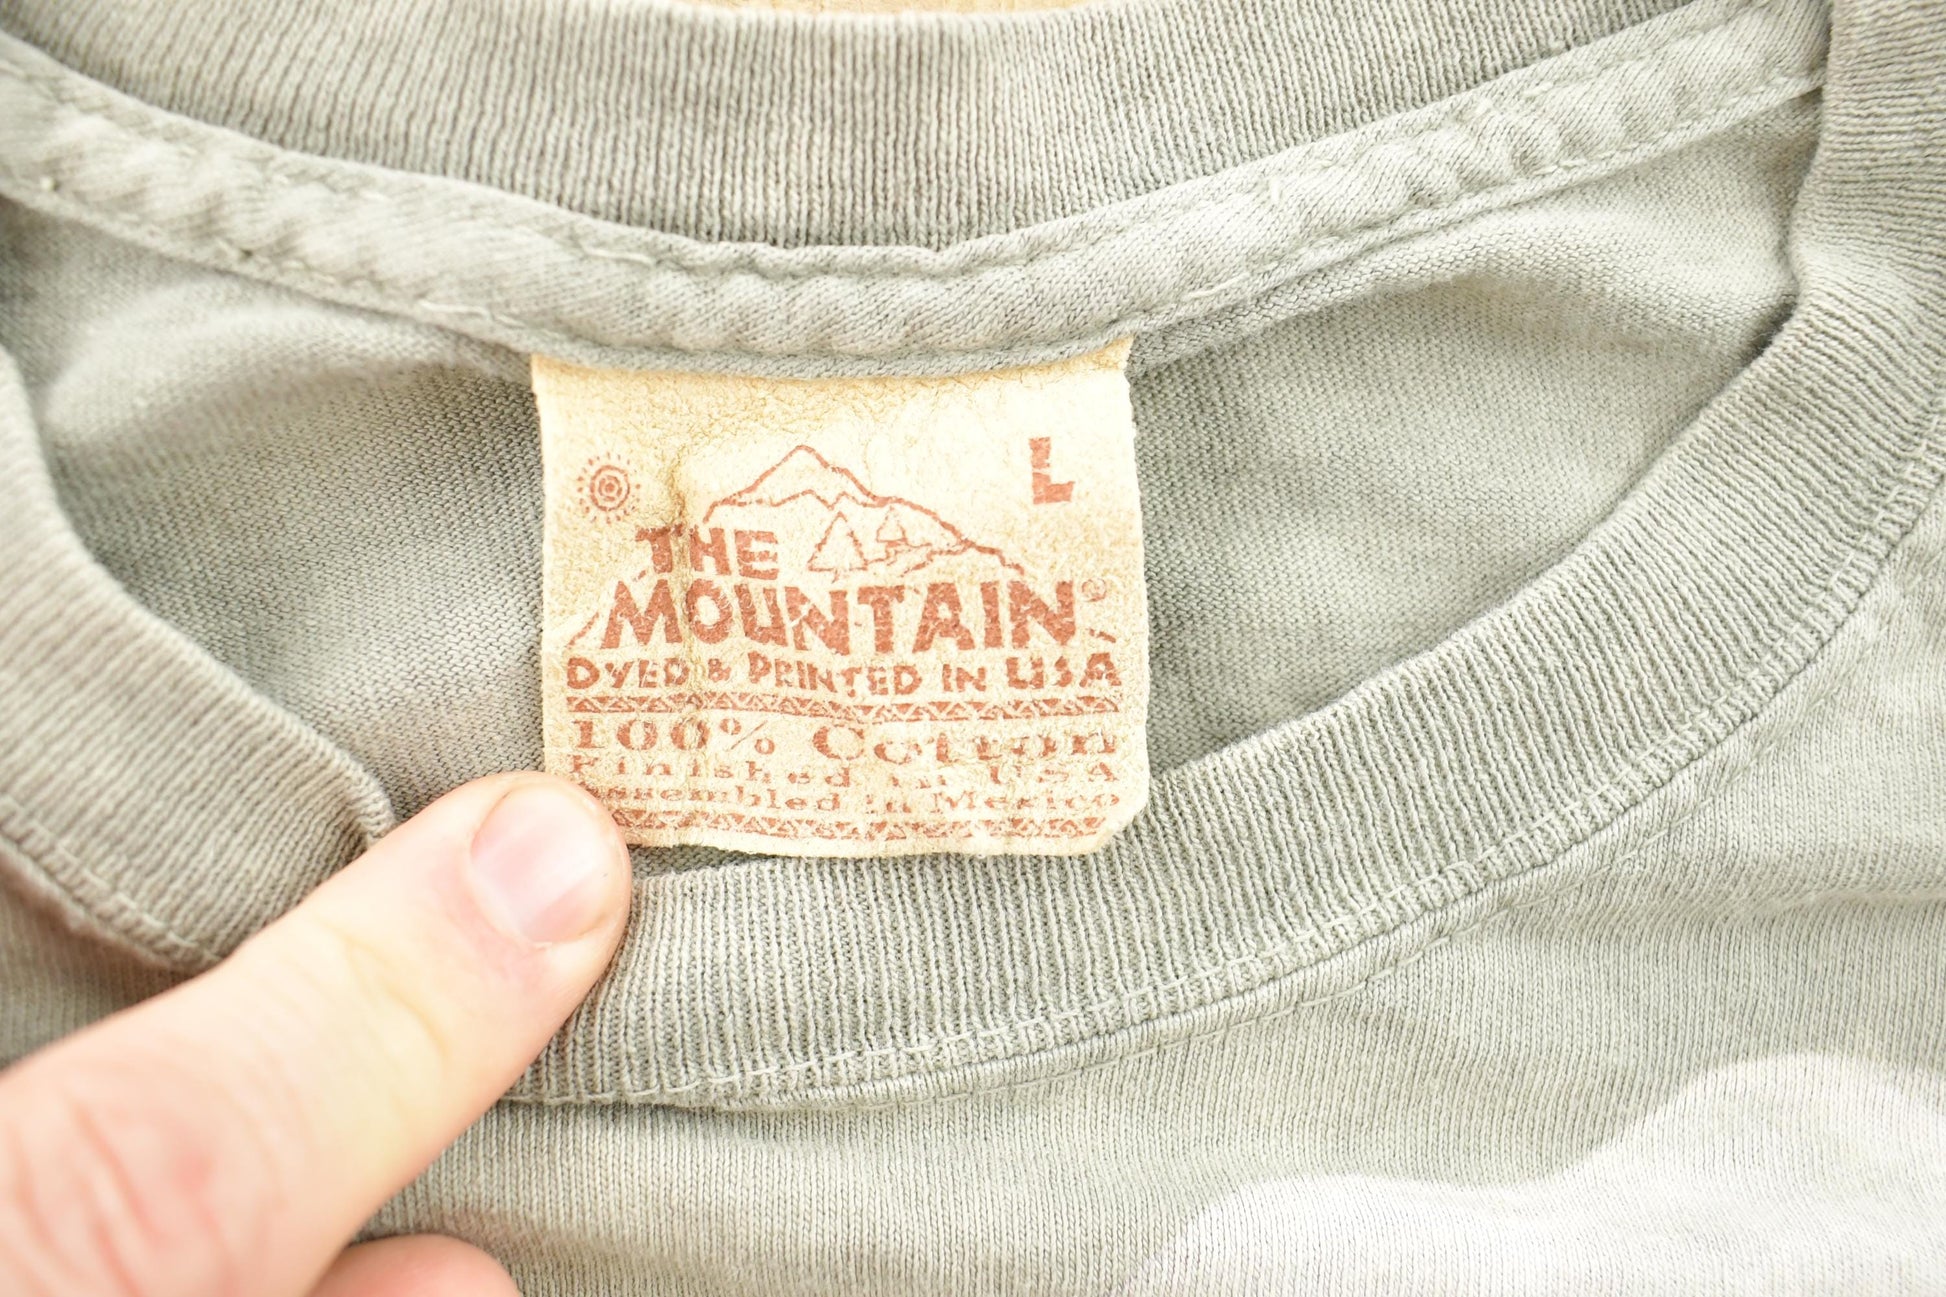 L
THE
MOUNTAIN®
DYED & PRINTED IN USA
100% Cotton
Finished in USA
Assembled in Mexico